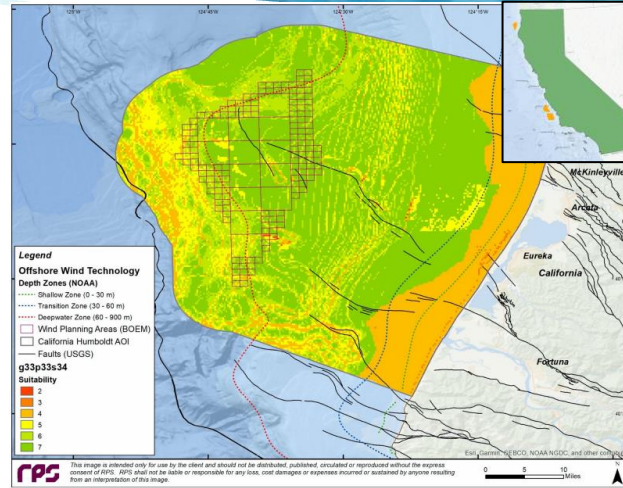 125°
124°45'
124°30'
124°15'
McKinleyville
Arcata
Eureka
California
Fortuna
Legend
Offshore Wind Technology
Depth Zones (NOAA)
Shallow Zone (0 - 30 m)
Transition Zone (30 - 60 m)
Deepwater Zone (60 - 900 m)
Wind Planning Areas (BOEM)
California Humboldt AOI
Faults (USGS)
g33p33s34
Suitability
2
3
4
5
6
7
Esri, Garmin, GEBCO, NOAA NGDC, and other contrib
RPS
This image is intended only for use by the client and should not be distributed, published, circulated or reproduced without the express
consent of RPS. RPS shall not be liable or responsible for any loss, cost damages or expenses incurred or sustained by anyone resulting
from an interpretation of this image.
0 5 10
Miles
N